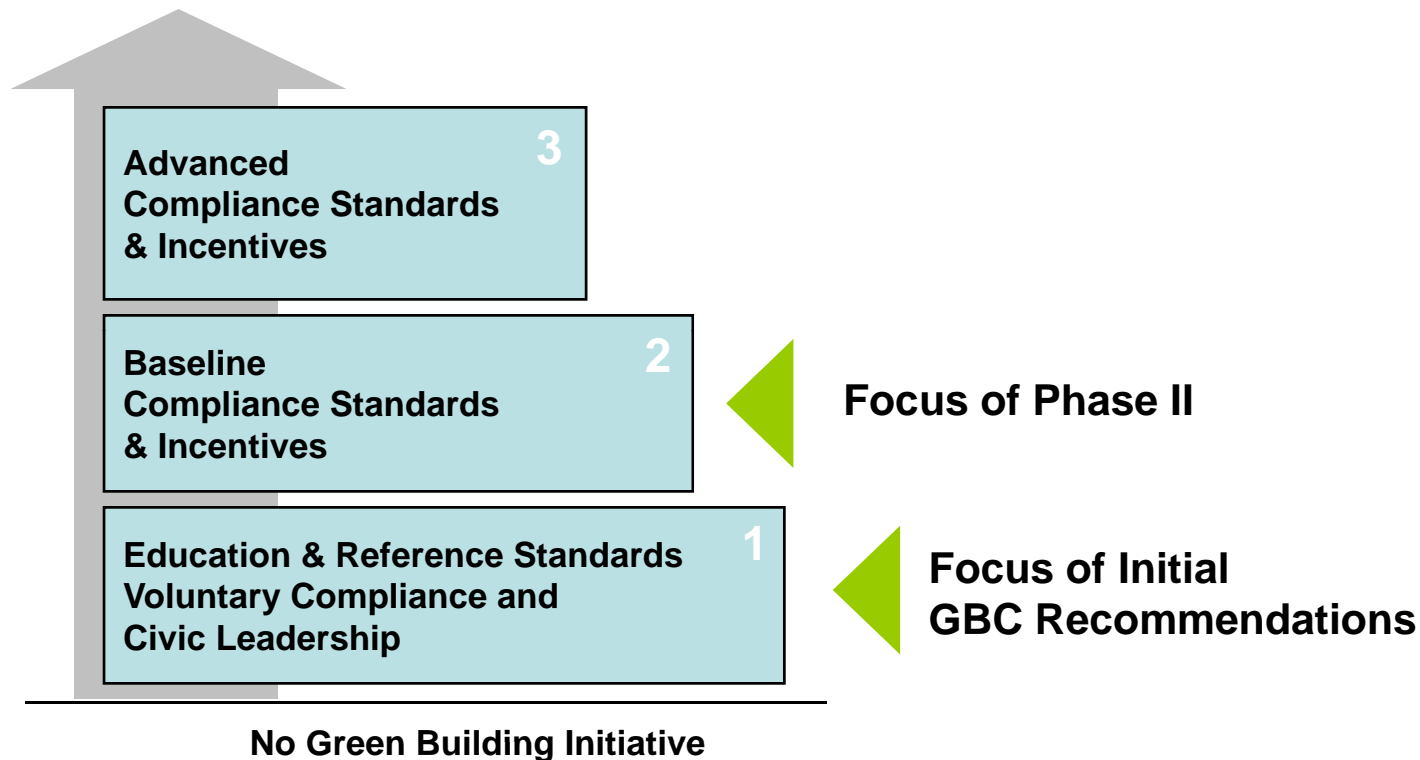 3
Advanced
Compliance Standards
& Incentives
2
Baseline
Compliance Standards
& Incentives
Focus of Phase II
1
Education & Reference Standards
Voluntary Compliance and
Civic Leadership
Focus of Initial
GBC Recommendations
No Green Building Initiative